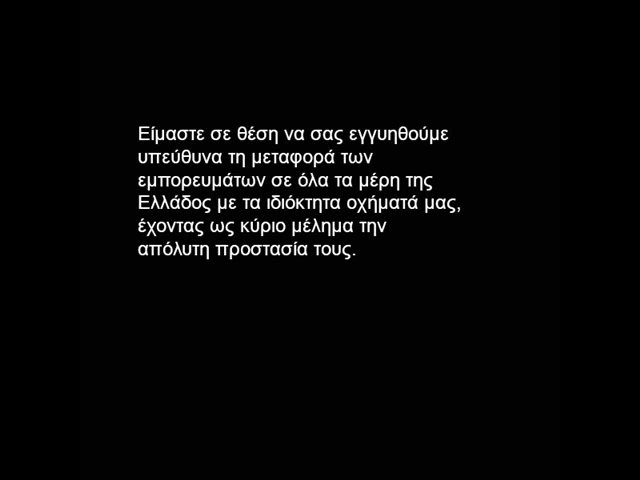 Είμαστε σε θέση να σας εγγυηθούμε
υπεύθυνα τη μεταφορά των
εμπορευμάτων σε όλα τα μέρη της
Ελλάδος με τα ιδιόκτητα οχήματά μας,
έχοντας ως κύριο μέλημα την
απόλυτη προστασία τους.